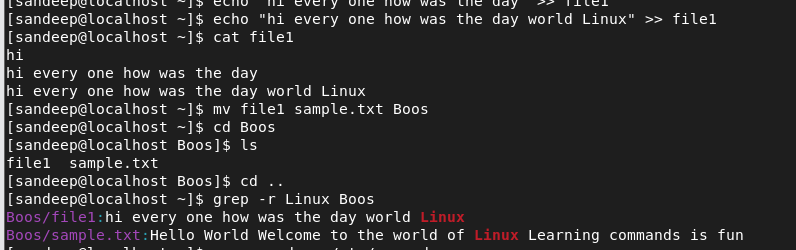 [sandeep@localhost ~]$ echo "hi every one how was the day" >> file1
[sandeep@localhost ~]$ echo "hi every one how was the day world Linux" >> file1
[sandeep@localhost ~]$ cat file1
hi
hi every one how was the day
hi every one how was the day world Linux
[sandeep@localhost ~]$ mv file1 sample.txt Boos
[sandeep@localhost ~]$ cd Boos
[sandeep@localhost Boos]$ ls
file1  sample.txt
[sandeep@localhost Boos]$ cd ..
[sandeep@localhost ~]$ grep -r Linux Boos
Boos/file1:hi every one how was the day world Linux
Boos/sample.txt:Hello World Welcome to the world of Linux Learning commands is fun